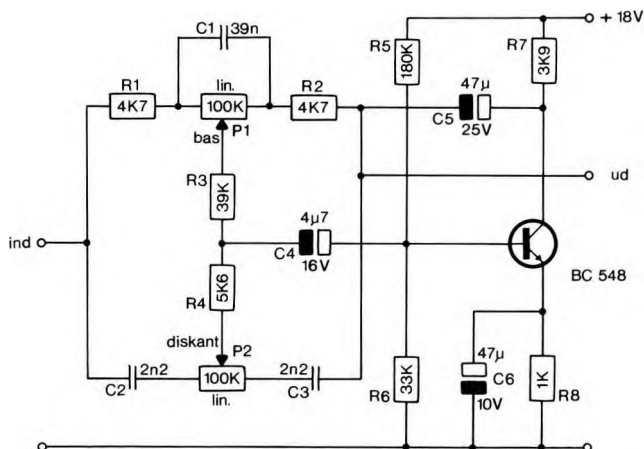 C1 39n
R1
4K7
lin.
100K
P1
R2
4K7
bas
R3
39K
R5
180K
R7
3K9
+ 18V
47µ
C5
25V
ud
ind
4µ7
C4
16V
BC 548
R4
5K6
diskant
P2
2n2
C2
100K
lin.
2n2
C3
R6
33K
47µ
C6
10V
1K
R8